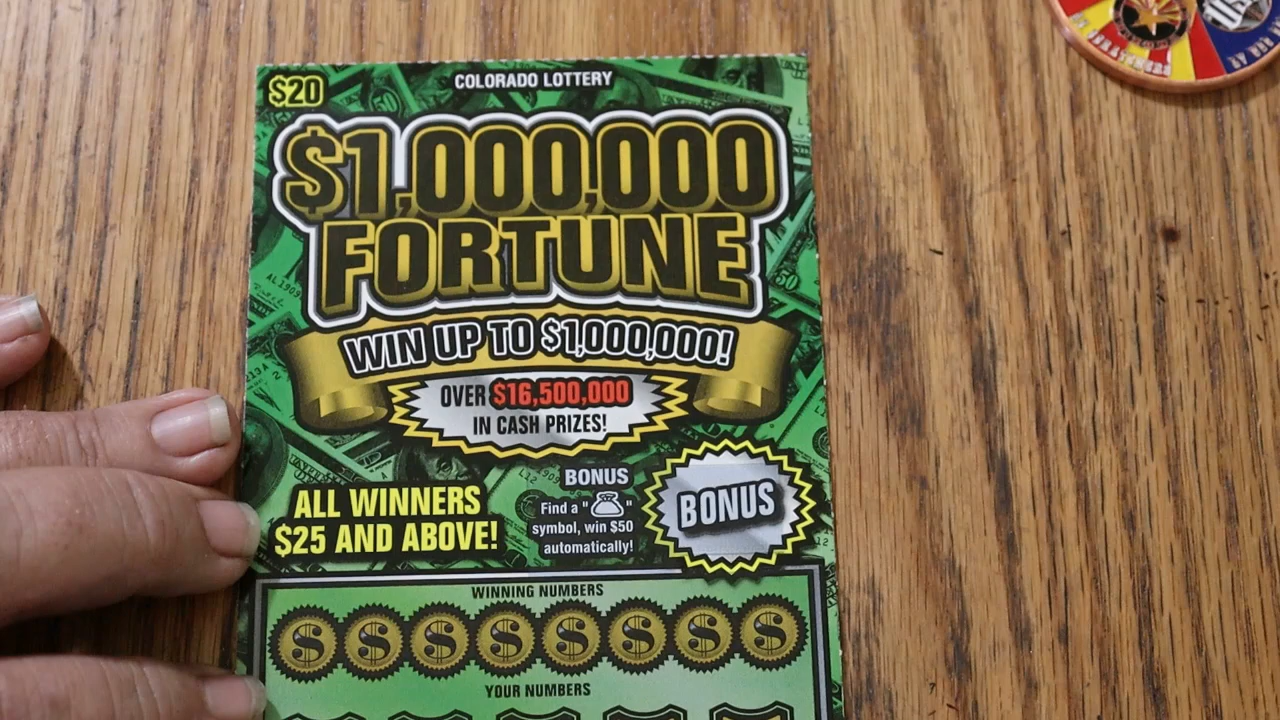 $20
COLORADO LOTTERY
$1,000,000
FORTUNE
WIN UP TO $1,000,000!
OVER $16,500,000
IN CASH PRIZES!
ALL WINNERS
$25 AND ABOVE!
BONUS
Find a " "
symbol, win $50
automatically!
BONUS
WINNING NUMBERS
$ $ $ $ $ $ $ $
YOUR NUMBERS